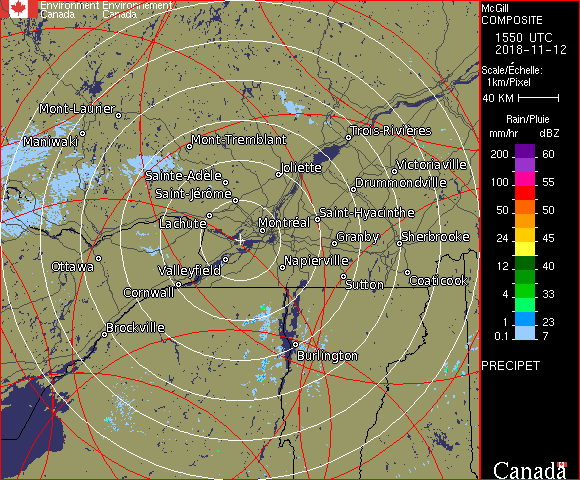 Environment Environnement
Canada Canada
McGill
COMPOSITE
1550 UTC
2018-11-12
Scale/Échelle:
1km/Pixel
40 KM
Rain/Pluie
mm/hr dBZ
200 60
100 55
50 50
24 45
12 40
4 33
1 23
0.1 7
PRECIPET
Canada
Mont-Laurier
Maniwaki
Mont-Tremblant
Trois-Rivières
Sainte-Adèle
Joliette
Victoriaville
Saint-Jérôme
Drummondville
Lachute
Montréal
Saint-Hyacinthe
Granby
Sherbrooke
Ottawa
Valleyfield
Napierville
Cornwall
Sutton
Coaticook
Brockville
Burlington